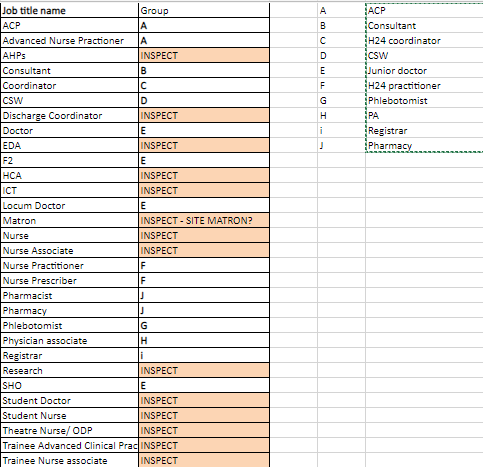 Job title name Group A ACP
ACP A B Consultant
Advanced Nurse Practioner A C H24 coordinator
AHPs INSPECT D CSW
Consultant B E Junior doctor
Coordinator C F H24 practitioner
CSW D G Phlebotomist
Discharge Coordinator INSPECT H PA
Doctor E i Registrar
EDA INSPECT J Pharmacy
F2 E
HCA INSPECT
ICT INSPECT
Locum Doctor E
Matron INSPECT - SITE MATRON?
Nurse INSPECT
Nurse Associate INSPECT
Nurse Practitioner F
Nurse Prescriber F
Pharmacist J
Pharmacy J
Phlebotomist G
Physician associate H
Registrar i
Research INSPECT
SHO E
Student Doctor INSPECT
Student Nurse INSPECT
Theatre Nurse/ ODP INSPECT
Trainee Advanced Clinical Prac INSPECT
Trainee Nurse associate INSPECT